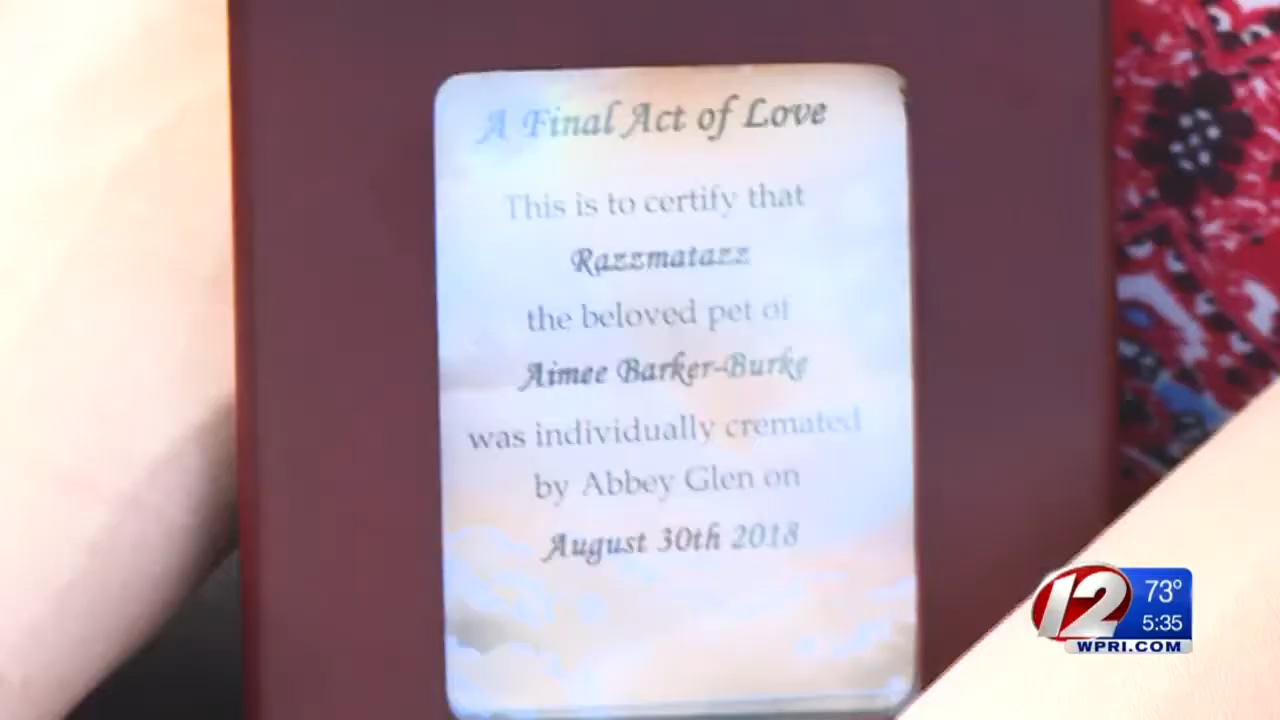 A Final Act of Love
This is to certify that
Razzmatazz
the beloved pet of
Aimee Barker-Burke
was individually cremated
by Abbey Glen on
August 30th 2018
12
73°
5:35
WPRI.COM